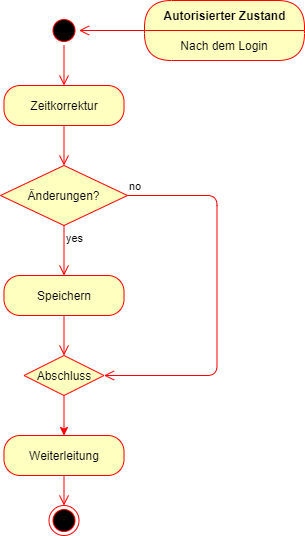 Autorisierter Zustand
Nach dem Login
Zeitkorrektur
Änderungen?
no
yes
Speichern
Abschluss
Weiterleitung